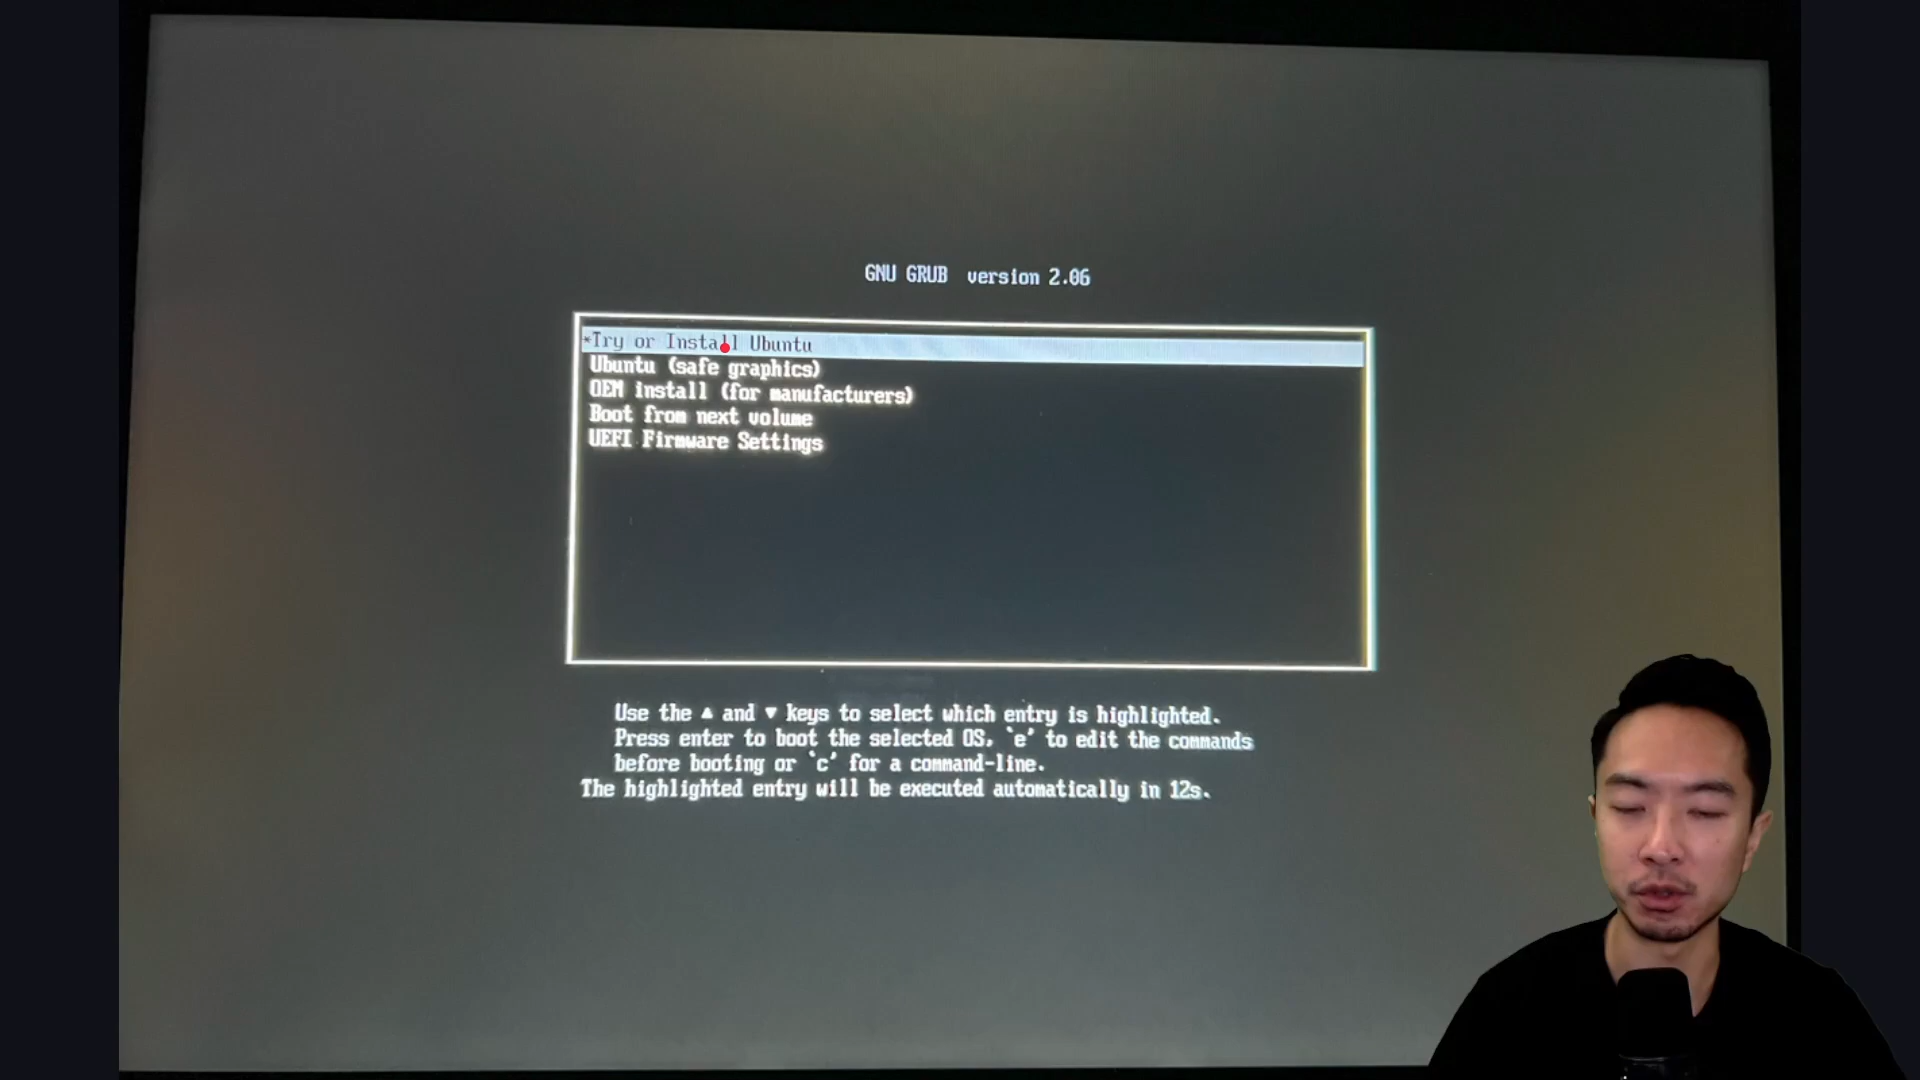 GNU GRUB version 2.06
*Try or Install Ubuntu
Ubuntu (safe graphics)
OEM install (for manufacturers)
Boot from next volume
UEFI Firmware Settings
Use the ▲ and ▼ keys to select which entry is highlighted.
Press enter to boot the selected OS, `e' to edit the commands
before booting or `c' for a command-line.
The highlighted entry will be executed automatically in 12s.